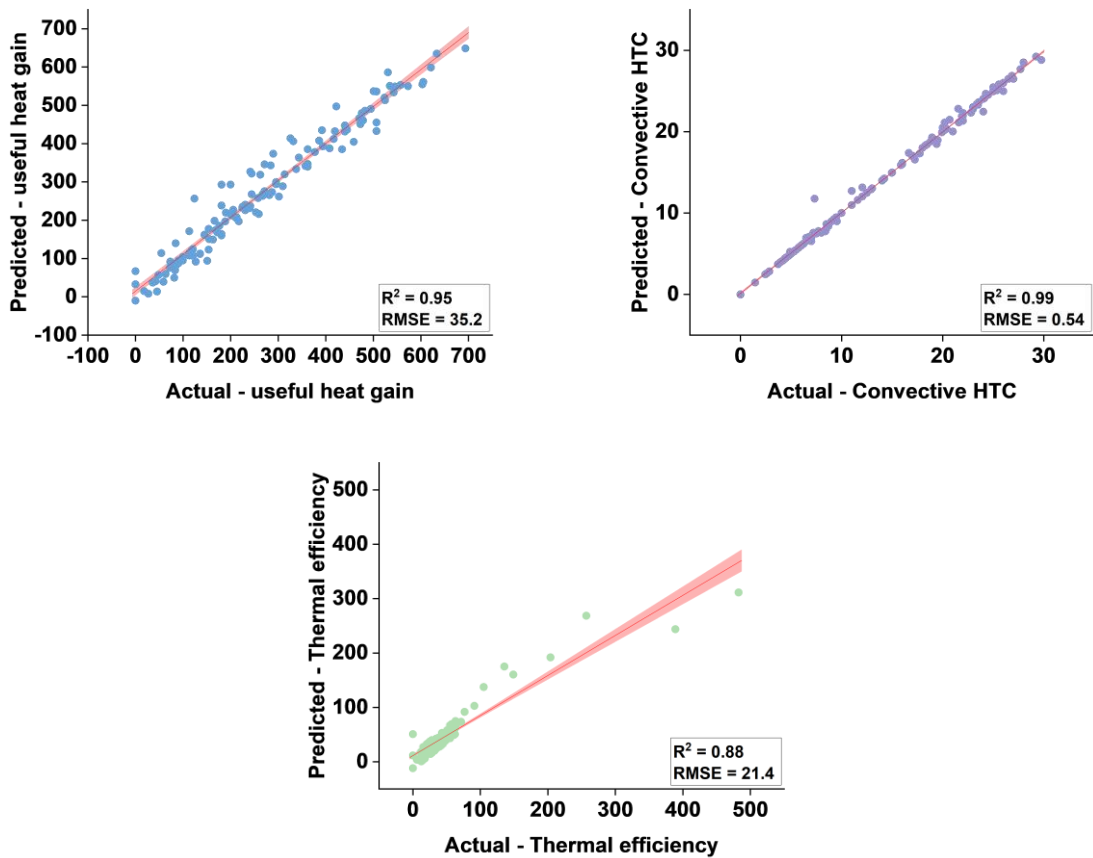 Predicted - useful heat gain
700
600
500
400
300
200
100
0
-100
-100 0 100 200 300 400 500 600 700
R² = 0.95
RMSE = 35.2
Actual - useful heat gain
Predicted - Convective HTC
30
20
10
0
0 10 20 30
R² = 0.99
RMSE = 0.54
Actual - Convective HTC
Predicted - Thermal efficiency
500
400
300
200
100
0
0 100 200 300 400 500
R² = 0.88
RMSE = 21.4
Actual - Thermal efficiency